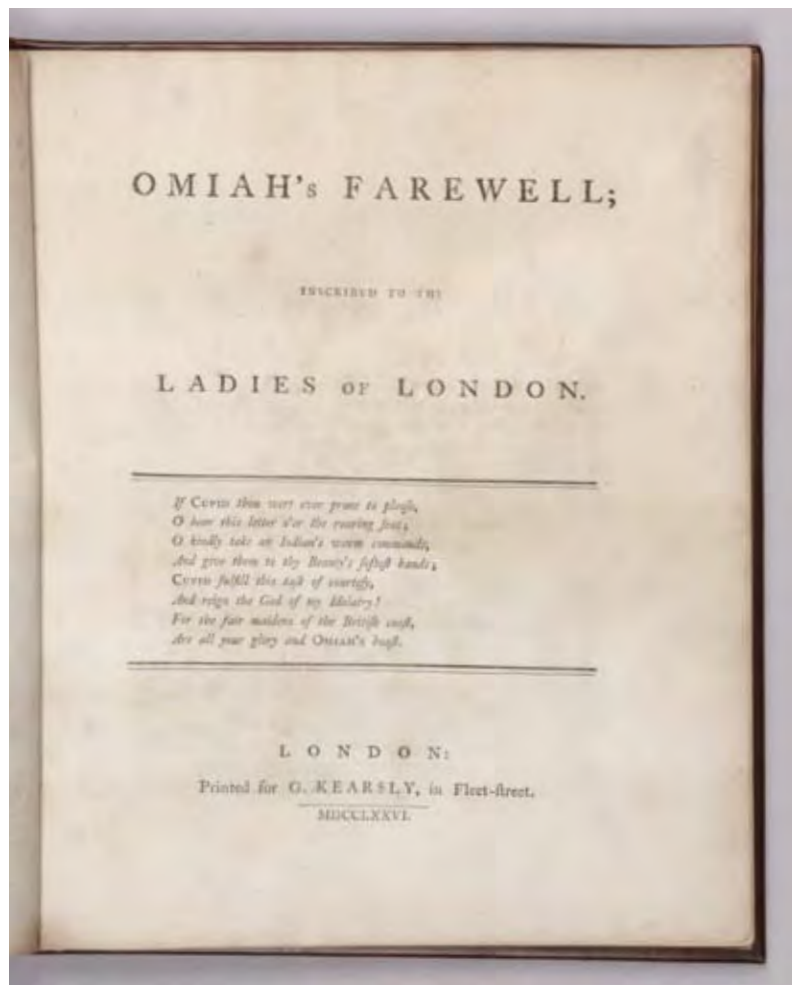 OMIAH's FAREWELL;
INSCRIBED TO THE
LADIES OF LONDON.
If CUPID thou wert ever prone to pleaſe,
O bear this letter o'er the roaring ſeas;
O kindly take an Indian's warm commands,
And give them to thy Beauty's ſofteſt hands;
CUPID fulfill this taſk of courteſy,
And reign the God of my Idolatry!
For the fair maidens of the Britiſh coaſt,
Are all your glory and OMIAH'S boaſt.
LONDON:
Printed for G. KEARSLY, in Fleet-ſtreet.
MDCCLXXVI.